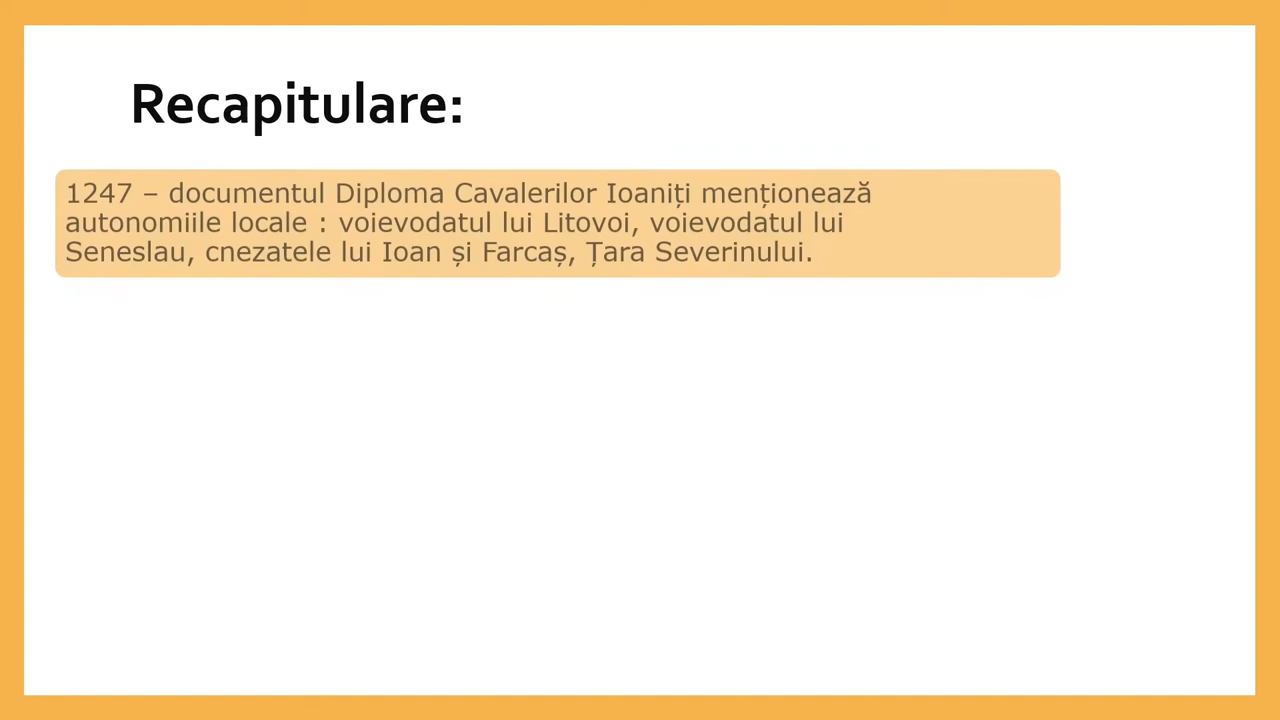 Recapitulare:
1247 – documentul Diploma Cavalerilor Ioaniți menționează
autonomiile locale : voievodatul lui Litovoi, voievodatul lui
Seneslau, cnezatele lui Ioan și Farcaș, Țara Severinului.